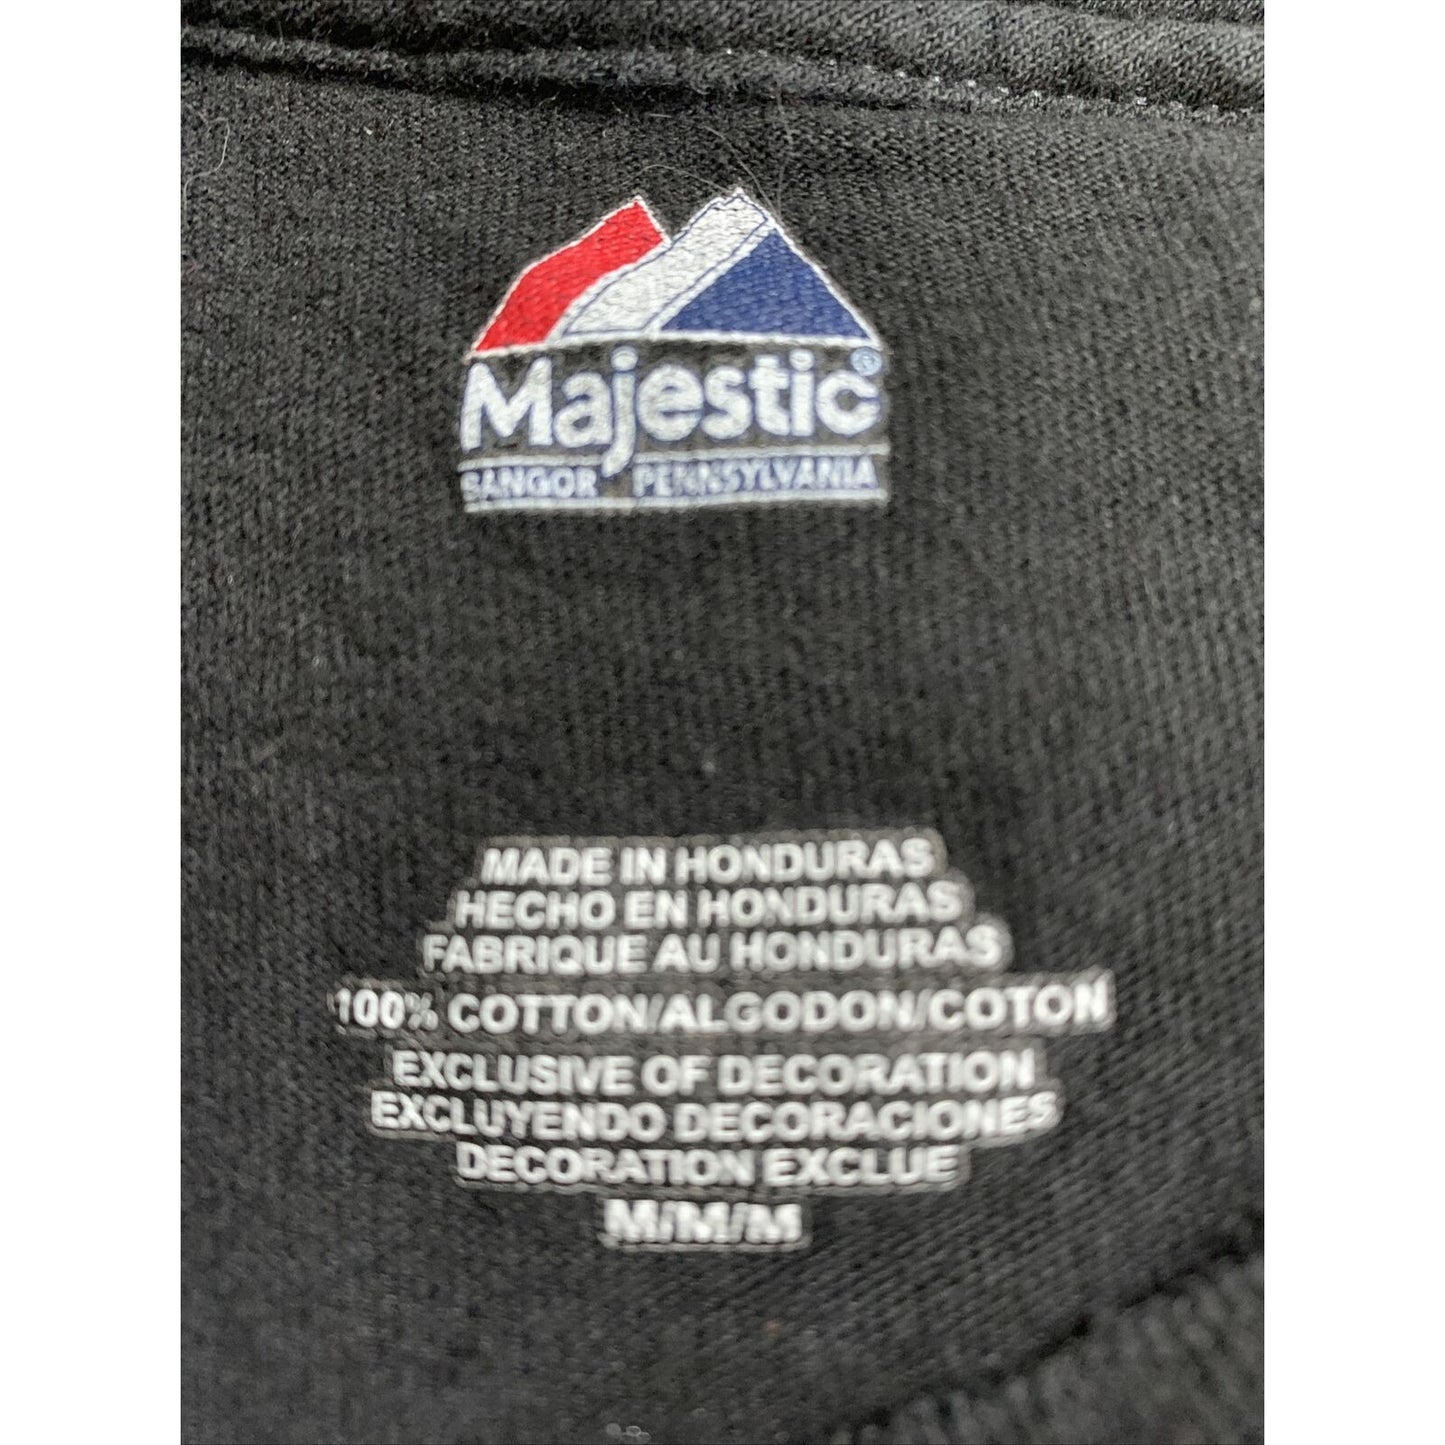 Majestic®
BANGOR PENNSYLVANIA
MADE IN HONDURAS
HECHO EN HONDURAS
FABRIQUE AU HONDURAS
100% COTTON/ALGODON/COTON
EXCLUSIVE OF DECORATION
EXCLUYENDO DECORACIONES
DECORATION EXCLUE
M/M/M